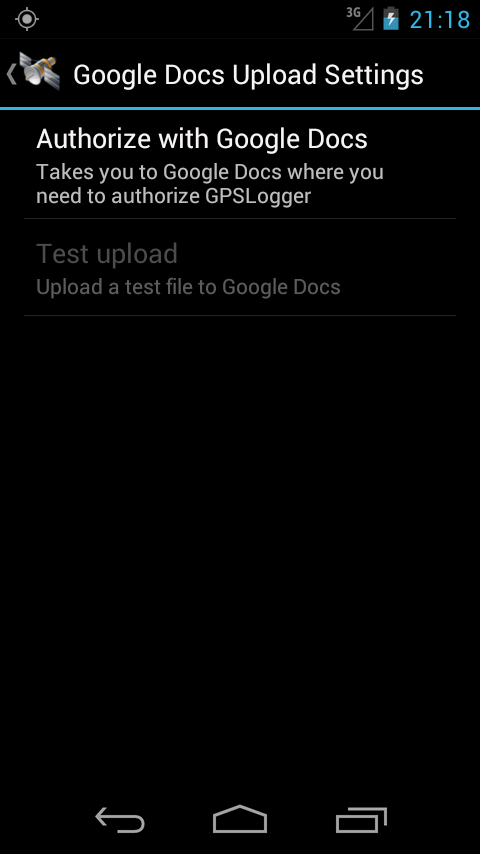 3G
21:18
Google Docs Upload Settings
Authorize with Google Docs
Takes you to Google Docs where you
need to authorize GPSLogger
Test upload
Upload a test file to Google Docs